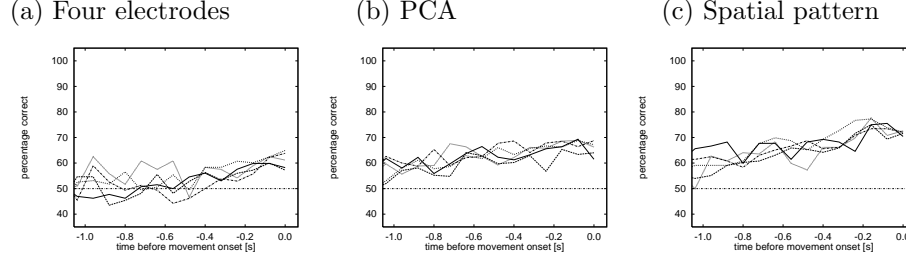 (a) Four electrodes
(b) PCA
(c) Spatial pattern
percentage correct
100
90
80
70
60
50
40
-1.0 -0.8 -0.6 -0.4 -0.2 0.0
time before movement onset [s]
percentage correct
100
90
80
70
60
50
40
-1.0 -0.8 -0.6 -0.4 -0.2 0.0
time before movement onset [s]
percentage correct
100
90
80
70
60
50
40
-1.0 -0.8 -0.6 -0.4 -0.2 0.0
time before movement onset [s]